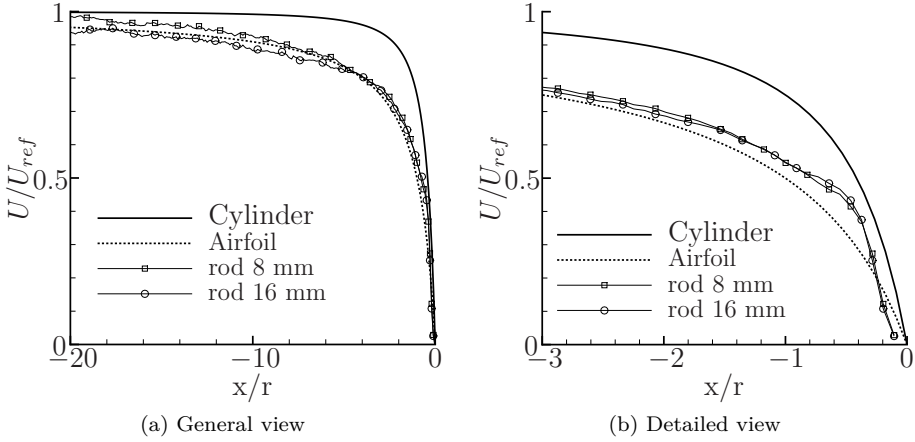 1
0.5
0
U/U_ref
Cylinder
Airfoil
rod 8 mm
rod 16 mm
−20
−10
0
x/r
(a) General view
1
0.5
0
U/U_ref
Cylinder
Airfoil
rod 8 mm
rod 16 mm
−3
−2
−1
0
x/r
(b) Detailed view